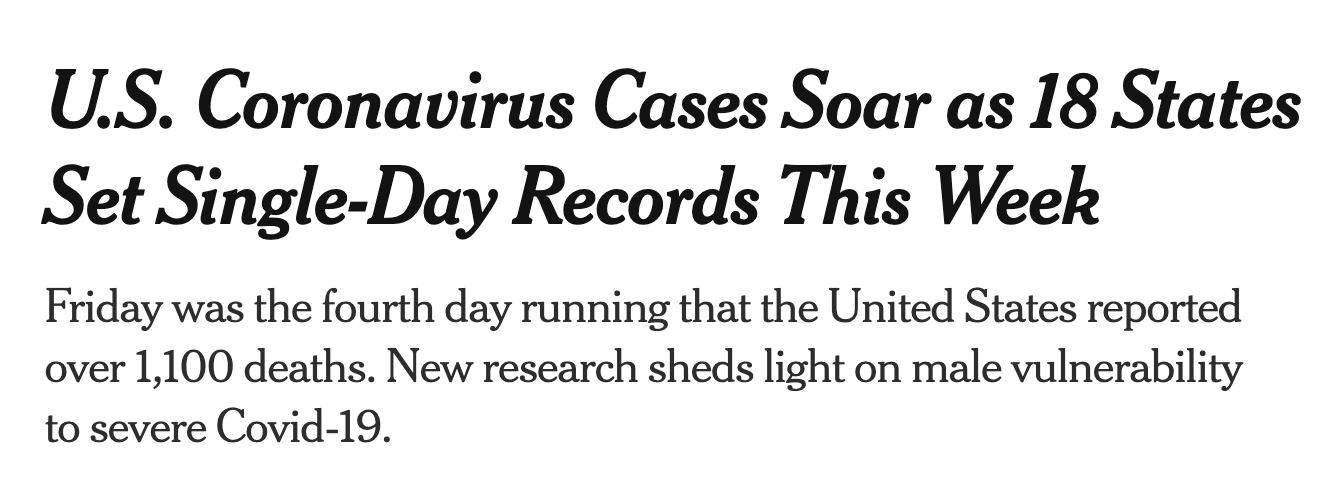 U.S. Coronavirus Cases Soar as 18 States
Set Single-Day Records This Week
Friday was the fourth day running that the United States reported
over 1,100 deaths. New research sheds light on male vulnerability
to severe Covid-19.